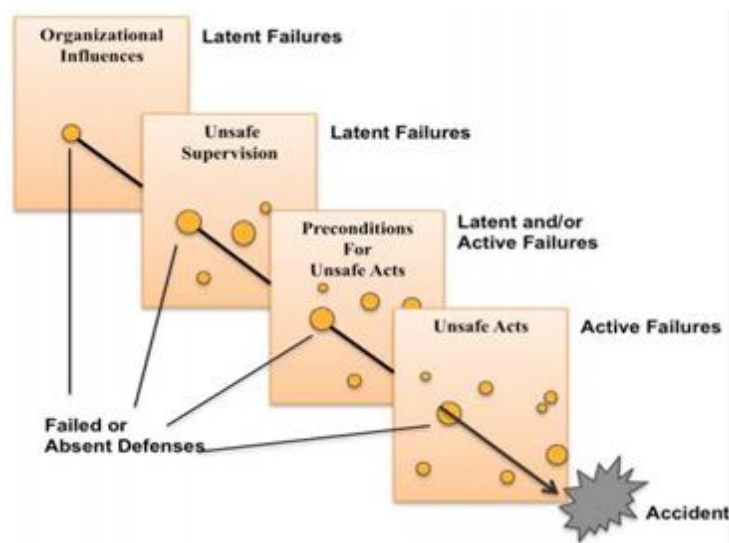 Organizational
Influences
Latent Failures
Unsafe
Supervision
Latent Failures
Preconditions
For
Unsafe Acts
Latent and/or
Active Failures
Unsafe Acts
Active Failures
Failed or
Absent Defenses
Accident